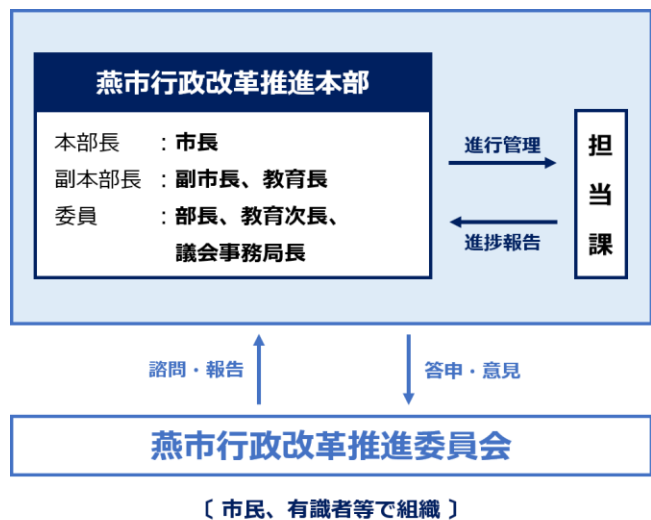 燕市行政改革推進本部
本部長　：市長
副本部長：副市長、教育長
委員　　：部長、教育次長、
議会事務局長
進行管理
進捗報告
担当課
諮問・報告
答申・意見
燕市行政改革推進委員会
〔 市民、有識者等で組織 〕